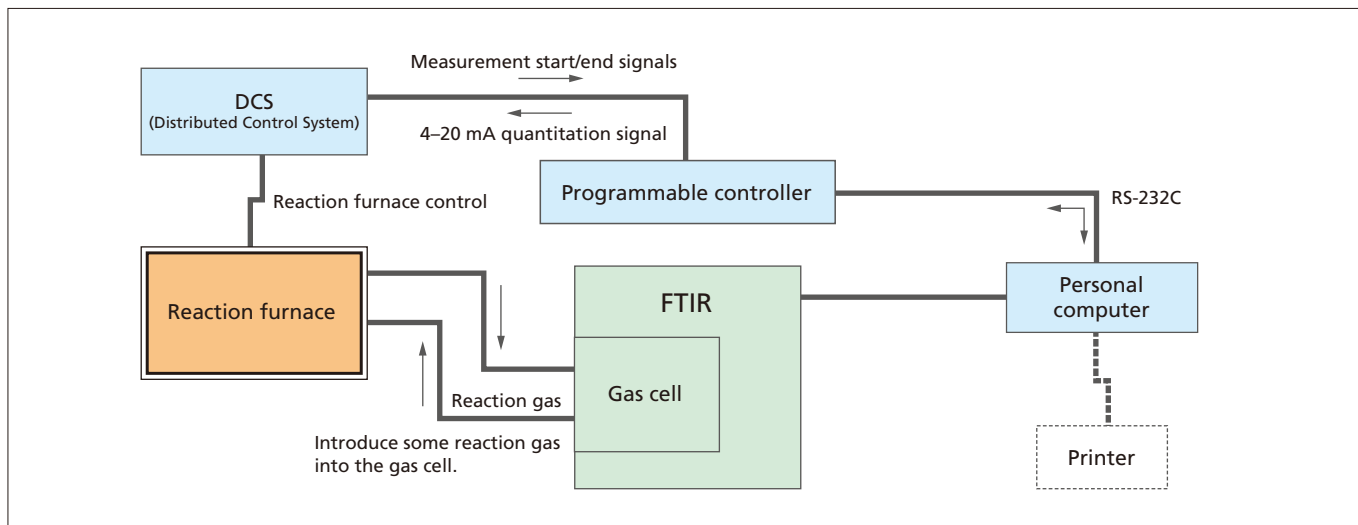 Measurement start/end signals
DCS
(Distributed Control System)
4–20 mA quantitation signal
Programmable controller
RS-232C
Reaction furnace control
Reaction furnace
FTIR
Personal
computer
Gas cell
Reaction gas
Introduce some reaction gas
into the gas cell.
Printer